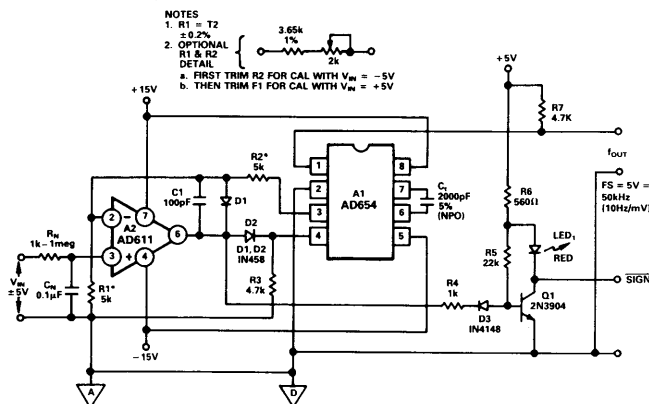 NOTES
1. R1 = T2
±0.2%
2. OPTIONAL
R1 & R2
DETAIL
3.65k
1%
2k
a. FIRST TRIM R2 FOR CAL WITH VIN = −5V
b. THEN TRIM F1 FOR CAL WITH VIN = +5V
+15V
+5V
R7
4.7K
R2*
5k
C1
100pF
D1
1
2
3
4
8
7
6
5
A1
AD654
CT
2000pF
5%
(NPO)
R6
560Ω
fOUT
FS = 5V =
50kHz
(10Hz/mV)
2
−
7
A2
AD611
6
3
+
4
D2
D1, D2
IN458
RN
1k−1meg
VIN
±5V
CN
0.1µF
R1*
5k
R3
4.7k
R5
22k
LED1
RED
SIGN
R4
1k
D3
IN4148
Q1
2N3904
−15V
A
D